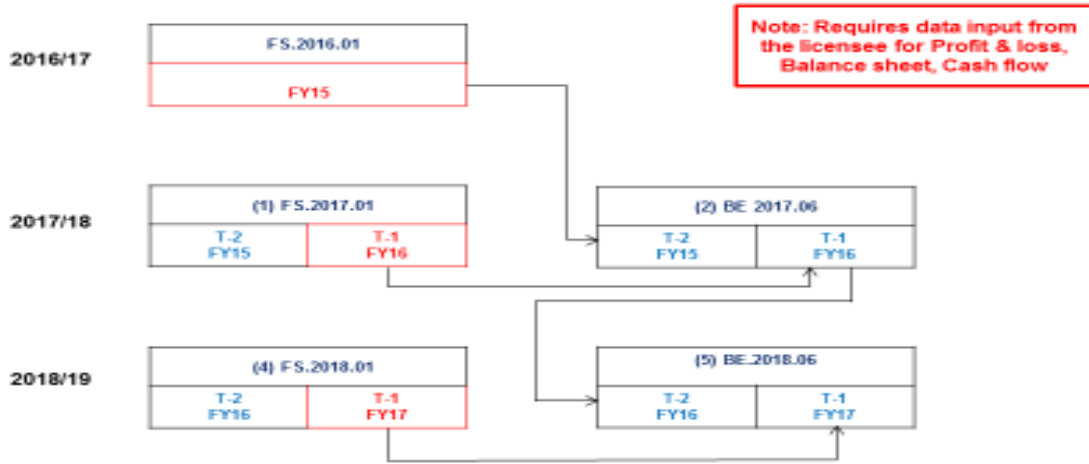 Note: Requires data input from
the licensee for Profit & loss,
Balance sheet, Cash flow
2016/17
FS.2016.01
FY15
2017/18
(1) FS.2017.01
T-2
FY15
T-1
FY16
(2) BE 2017.06
T-2
FY15
T-1
FY16
2018/19
(4) FS.2018.01
T-2
FY16
T-1
FY17
(5) BE.2018.06
T-2
FY16
T-1
FY17